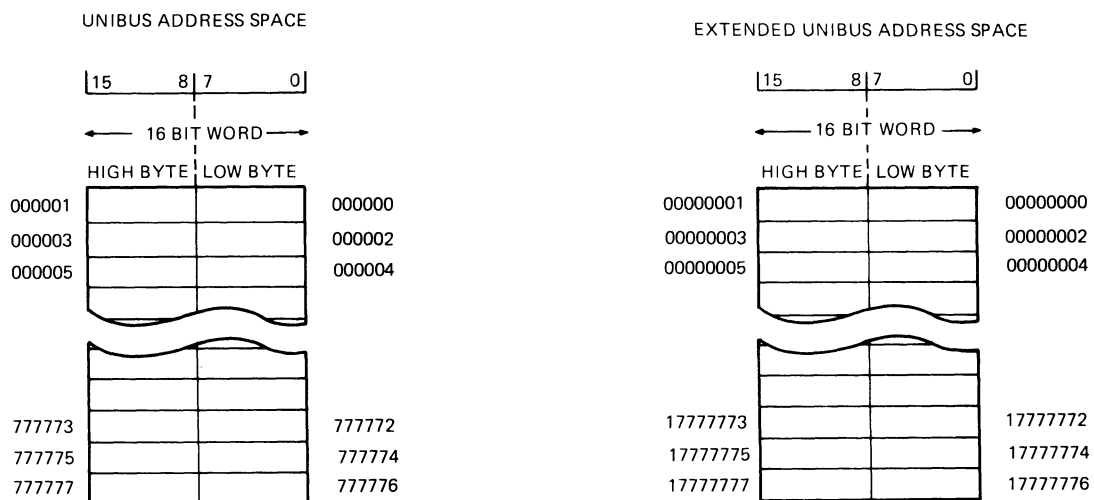 UNIBUS ADDRESS SPACE
15 8 7 0
16 BIT WORD
HIGH BYTE LOW BYTE
000001 000000
000003 000002
000005 000004
777773 777772
777775 777774
777777 777776
EXTENDED UNIBUS ADDRESS SPACE
15 8 7 0
16 BIT WORD
HIGH BYTE LOW BYTE
00000001 00000000
00000003 00000002
00000005 00000004
17777773 17777772
17777775 17777774
17777777 17777776